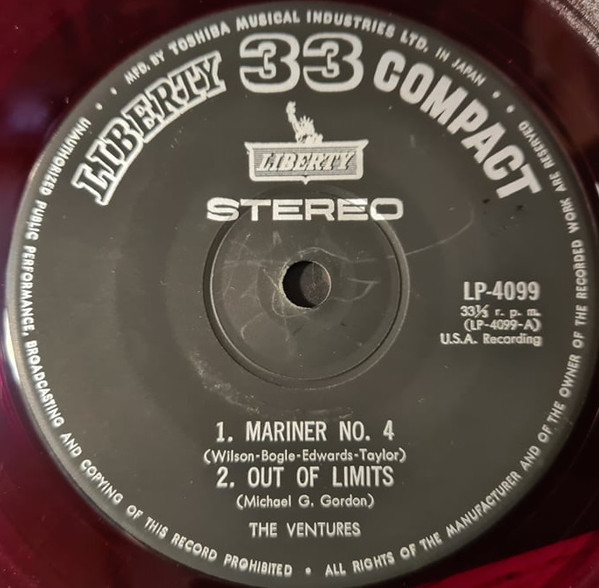 MFD. BY TOSHIBA MUSICAL INDUSTRIES LTD. IN JAPAN
LIBERTY 33 COMPACT
LIBERTY
STEREO
LP-4099
33⅓ r. p. m.
(LP-4099-A)
U.S.A. Recording
1. MARINER NO. 4
(Wilson-Bogle-Edwards-Taylor)
2. OUT OF LIMITS
(Michael G. Gordon)
THE VENTURES
UNAUTHORIZED PUBLIC PERFORMANCE, BROADCASTING AND COPYING OF THIS RECORD PROHIBITED • ALL RIGHTS OF THE MANUFACTURER AND OF THE OWNER OF THE RECORDED WORK ARE RESERVED